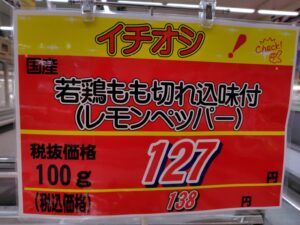 イチオシ
!
Check!
国産
若鶏もも切れ込味付
(レモンペッパー)
税抜価格
100g
127
円
(税込価格)
138
円